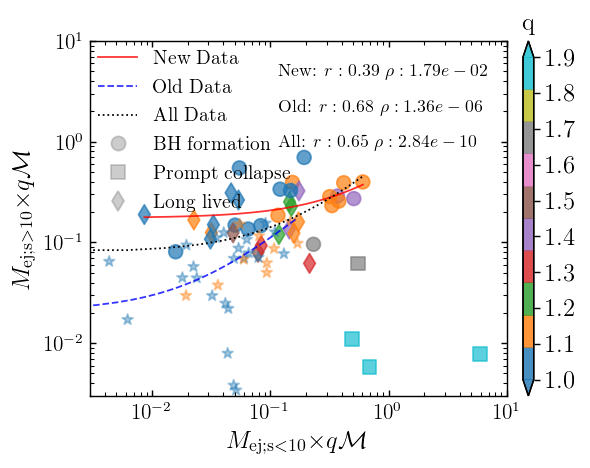 q
New Data
Old Data
All Data
BH formation
Prompt collapse
Long lived
New: r : 0.39 ρ : 1.79e − 02
Old: r : 0.68 ρ : 1.36e − 06
All: r : 0.65 ρ : 2.84e − 10
10¹
10⁰
10⁻¹
10⁻²
M_ej;s>10 × qℳ
10⁻²
10⁻¹
10⁰
10¹
M_ej;s<10 × qℳ
1.9
1.8
1.7
1.6
1.5
1.4
1.3
1.2
1.1
1.0